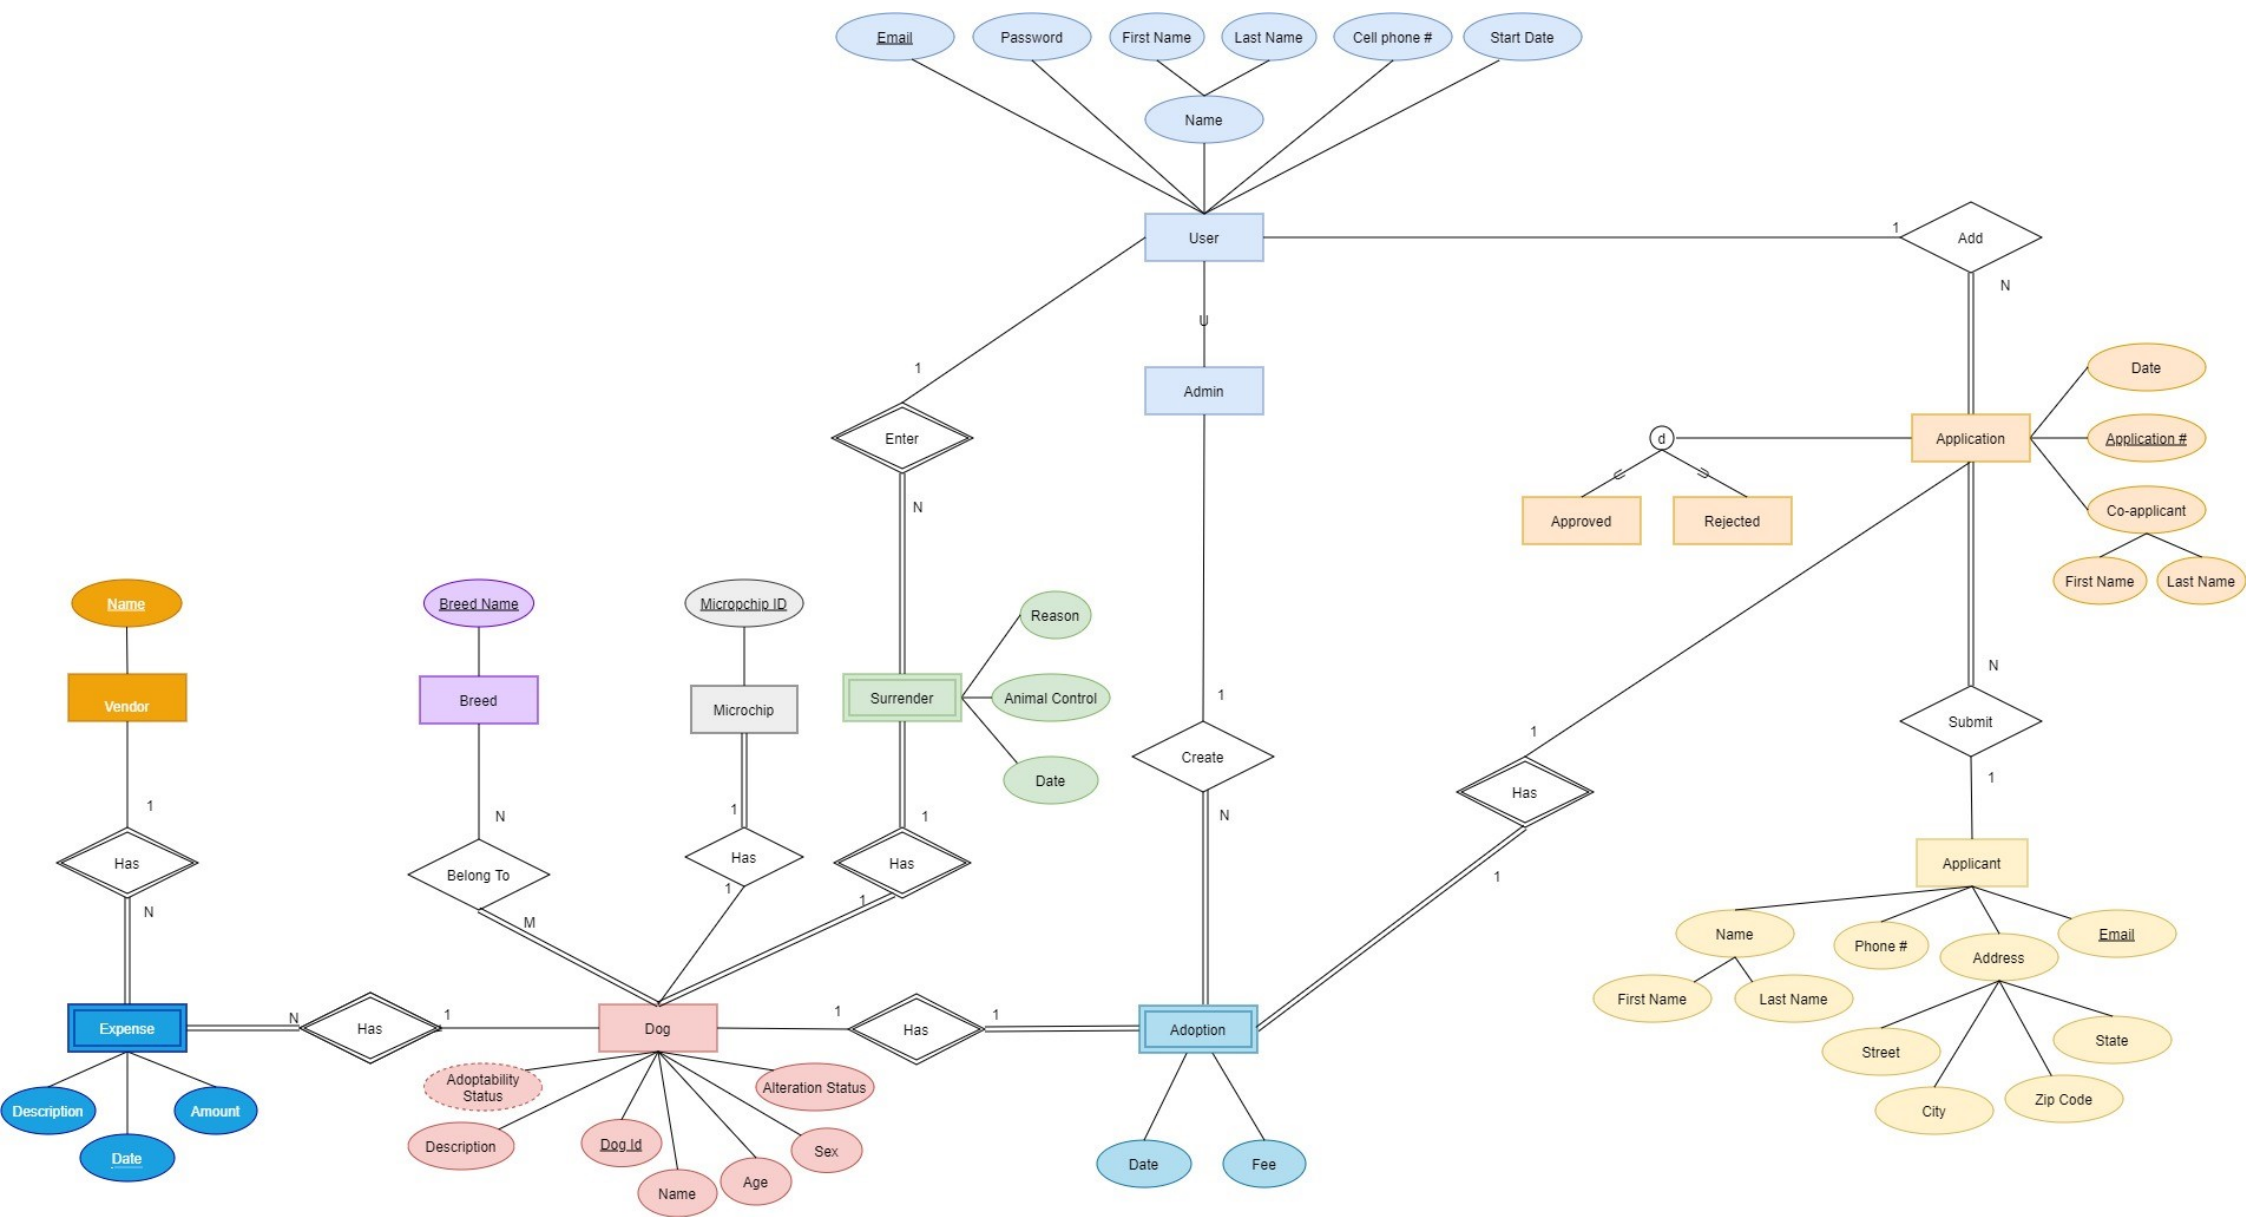 Email
Password
First Name
Last Name
Cell phone #
Start Date
Name
User
1
Add
N
U
1
Admin
Enter
N
Date
Application #
Co-applicant
First Name
Last Name
Application
d
U
U
Approved
Rejected
Name
Vendor
1
Has
N
Breed Name
Breed
N
Belong To
M
Micropchip ID
Microchip
1
Has
1
Surrender
Reason
Animal Control
Date
1
Has
1
1
Create
N
1
Has
1
N
Submit
1
Applicant
Name
First Name
Last Name
Phone #
Address
Email
Street
City
Zip Code
State
Expense
Description
Date
Amount
N
Has
1
Dog
Adoptability
Status
Description
Dog Id
Name
Age
Sex
Alteration Status
1
Has
1
Adoption
Date
Fee